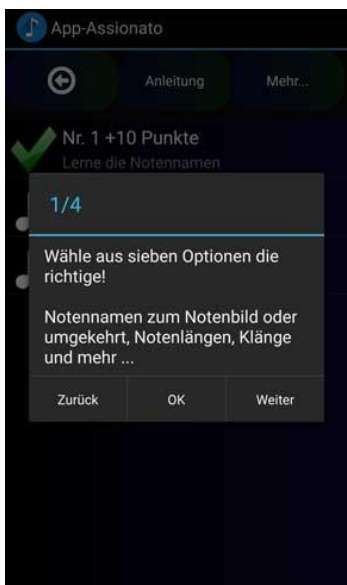 App-Assionato
Anleitung
Mehr...
Nr. 1 +10 Punkte
Lerne die Notennamen
1/4
Wähle aus sieben Optionen die
richtige!
Notennamen zum Notenbild oder
umgekehrt, Notenlängen, Klänge
und mehr ...
Zurück
OK
Weiter